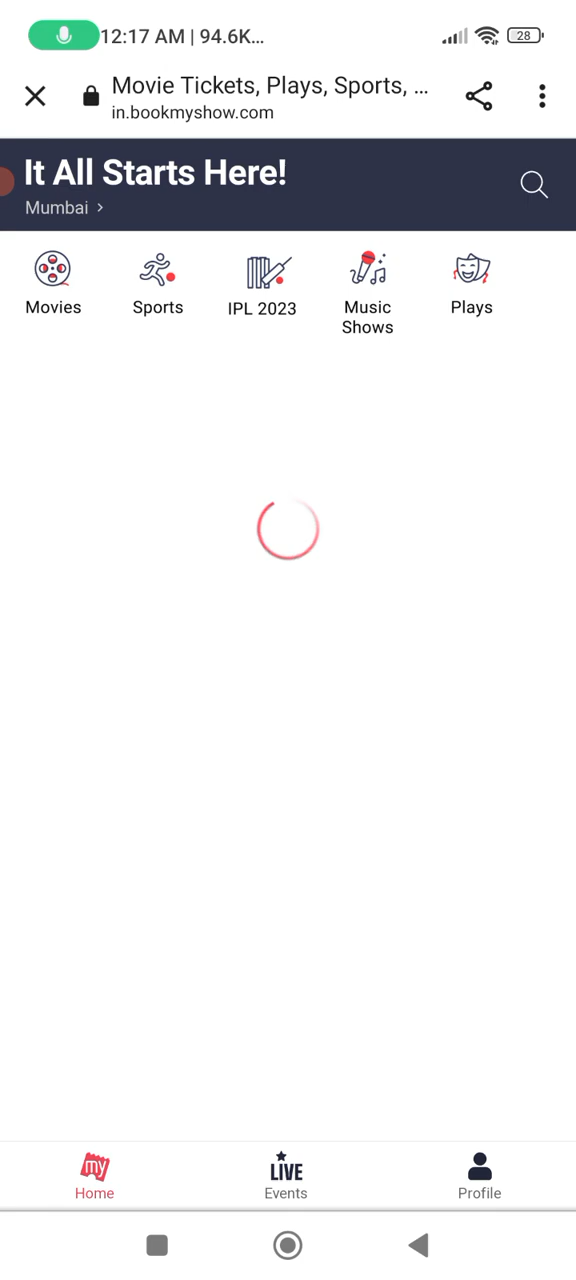 12:17 AM | 94.6K...
28
Movie Tickets, Plays, Sports, ...
in.bookmyshow.com
It All Starts Here!
Mumbai >
Movies
Sports
IPL 2023
Music
Shows
Plays
my
LIVE
Home
Events
Profile